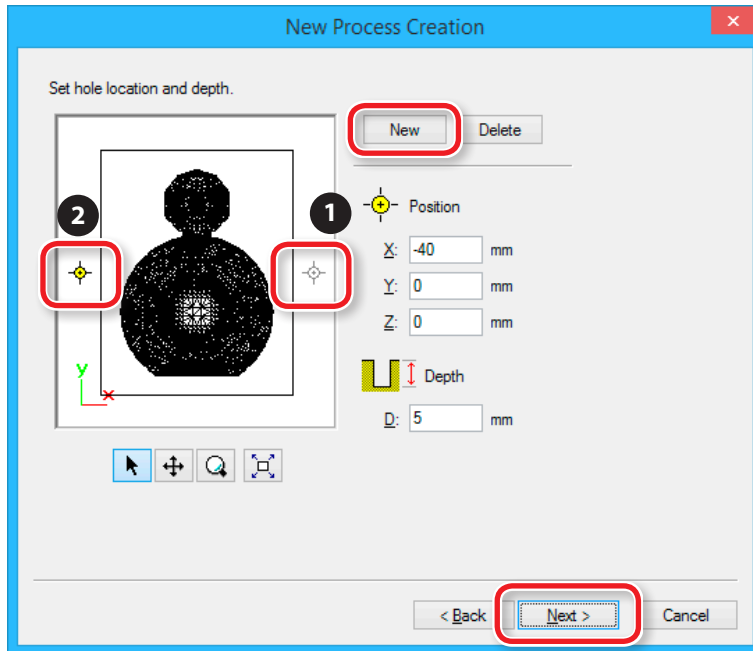 New Process Creation
×
Set hole location and depth.
New Delete
2
1
Position
X: -40 mm
Y: 0 mm
Z: 0 mm
Depth
D: 5 mm
y
x
< Back Next > Cancel